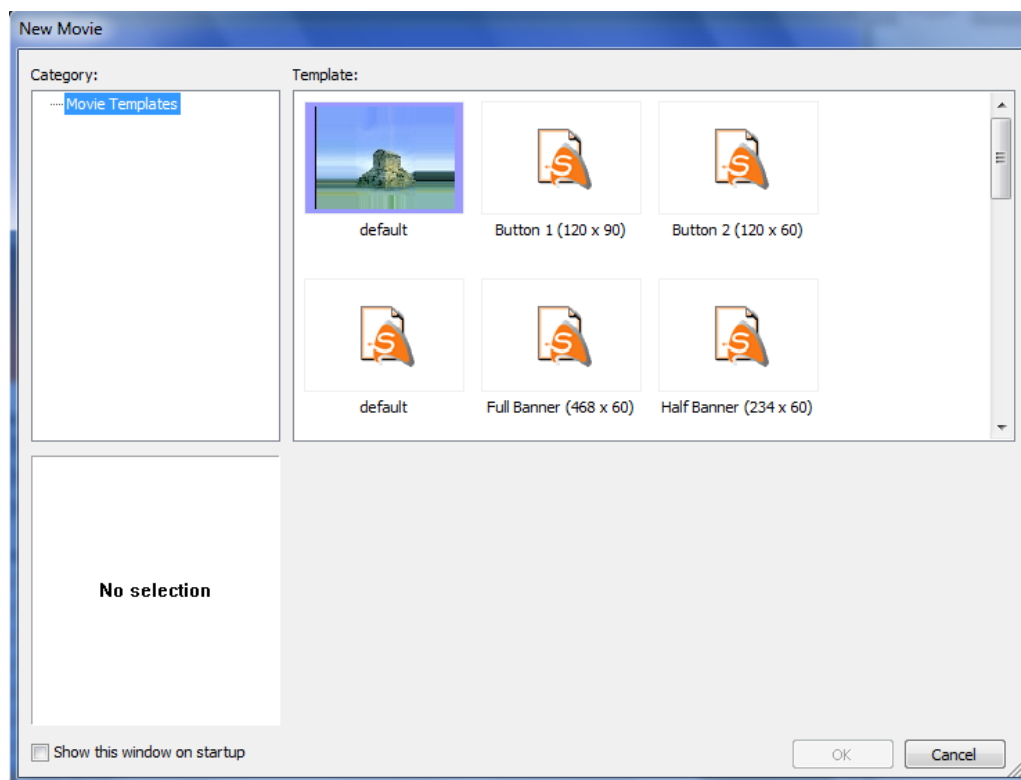 New Movie
Category:
Template:
Movie Templates
default
Button 1 (120 x 90)
Button 2 (120 x 60)
default
Full Banner (468 x 60)
Half Banner (234 x 60)
No selection
Show this window on startup
OK
Cancel